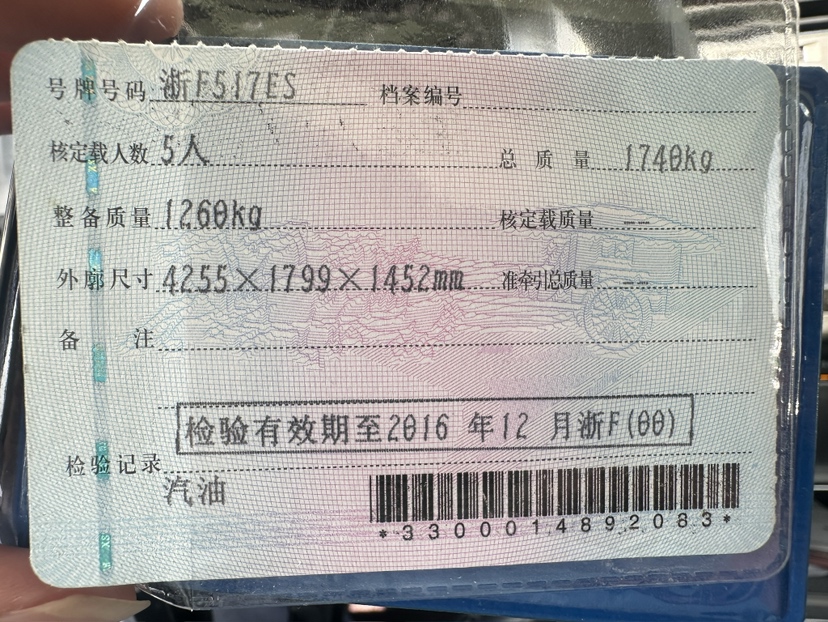 号牌号码 浙F517ES 档案编号
核定载人数 5人 总质量 1740kg
整备质量 1260kg 核定载质量 --
外廓尺寸 4255×1799×1452mm 准牵引总质量 --
备注
检验有效期至2016 年12 月浙F(00)
检验记录
汽油
*3300014892083*